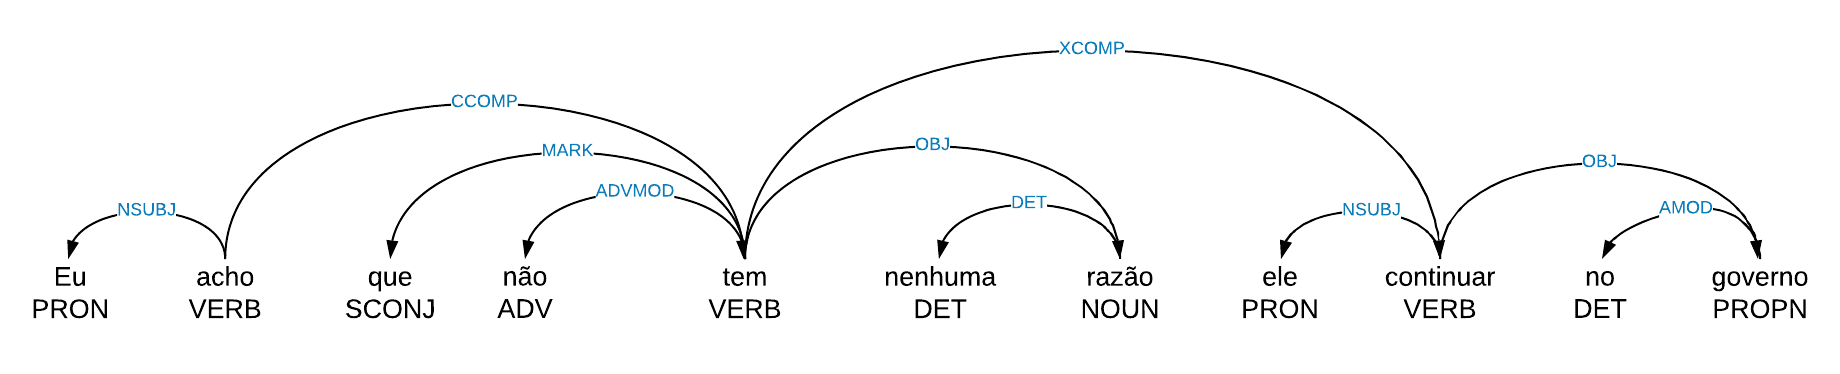 XCOMP
CCOMP
MARK OBJ OBJ
ADVMOD
NSUBJ DET NSUBJ AMOD
Eu acho que não tem nenhuma razão ele continuar no governo
PRON VERB SCONJ ADV VERB DET NOUN PRON VERB DET PROPN